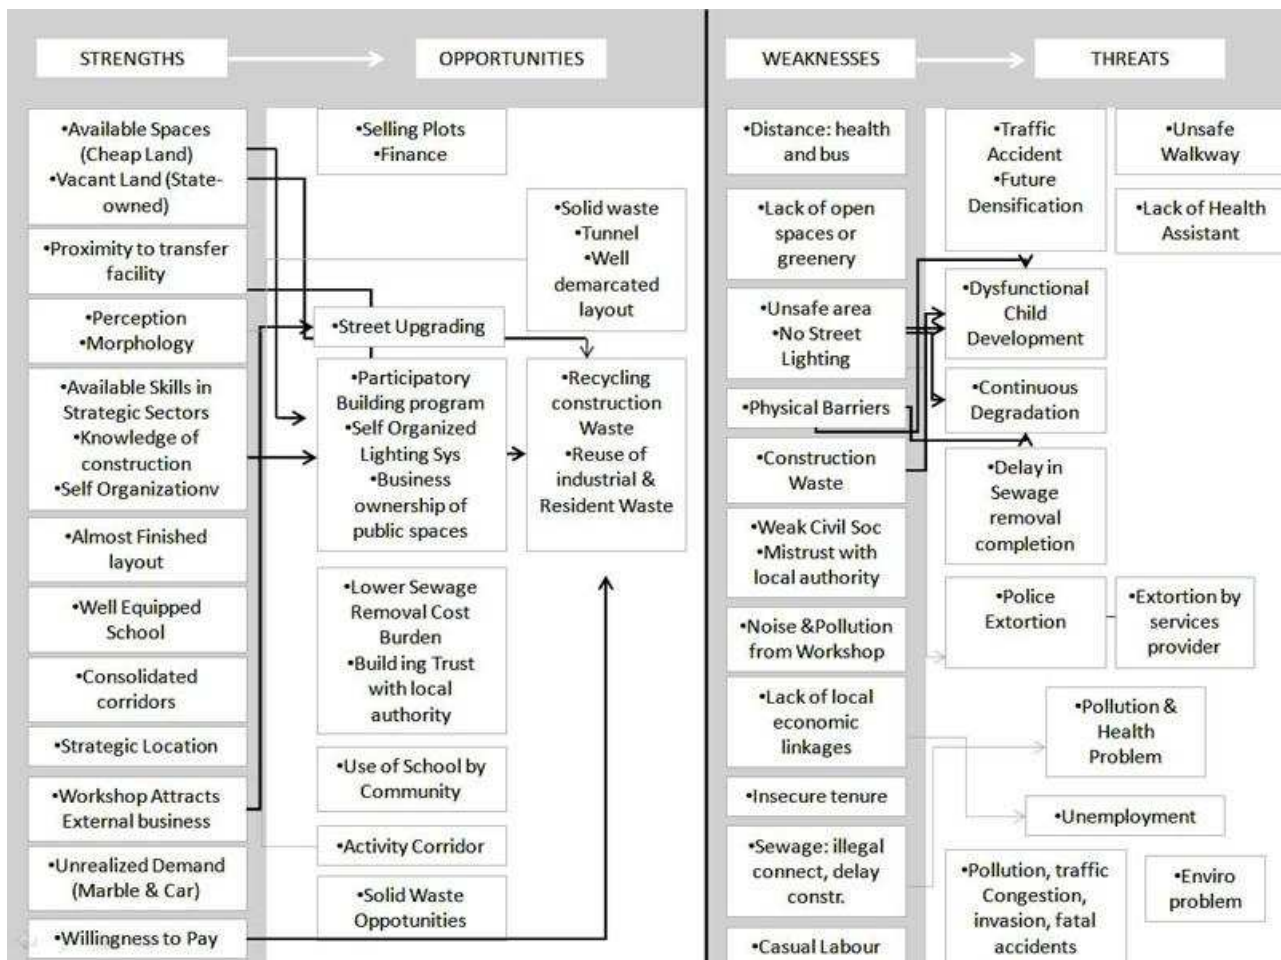 STRENGTHS
OPPORTUNITIES
•Available Spaces
(Cheap Land)
•Vacant Land (State-
owned)
•Proximity to transfer
facility
•Perception
•Morphology
•Available Skills in
Strategic Sectors
•Knowledge of
construction
•Self Organizationv
•Almost Finished
layout
•Well Equipped
School
•Consolidated
corridors
•Strategic Location
•Workshop Attracts
External business
•Unrealized Demand
(Marble & Car)
•Willingness to Pay
•Selling Plots
•Finance
•Solid waste
•Tunnel
•Well
demarcated
layout
•Street Upgrading
•Participatory
Building program
•Self Organized
Lighting Sys
•Business
ownership of
public spaces
•Recycling
construction
Waste
•Reuse of
industrial &
Resident Waste
•Lower Sewage
Removal Cost
Burden
•Building Trust
with local
authority
•Use of School by
Community
•Activity Corridor
•Solid Waste
Oppotunities
WEAKNESSES
THREATS
•Distance: health
and bus
•Lack of open
spaces or
greenery
•Unsafe area
•No Street
Lighting
•Physical Barriers
•Construction
Waste
•Weak Civil Soc
•Mistrust with
local authority
•Noise &Pollution
from Workshop
•Lack of local
economic
linkages
•Insecure tenure
•Sewage: illegal
connect, delay
constr.
•Casual Labour
•Traffic
Accident
•Future
Densification
•Unsafe
Walkway
•Lack of Health
Assistant
•Dysfunctional
Child
Development
•Continuous
Degradation
•Delay in
Sewage
removal
completion
•Police
Extortion
•Extortion by
services
provider
•Pollution &
Health
Problem
•Unemployment
•Pollution, traffic
Congestion,
invasion, fatal
accidents
•Enviro
problem